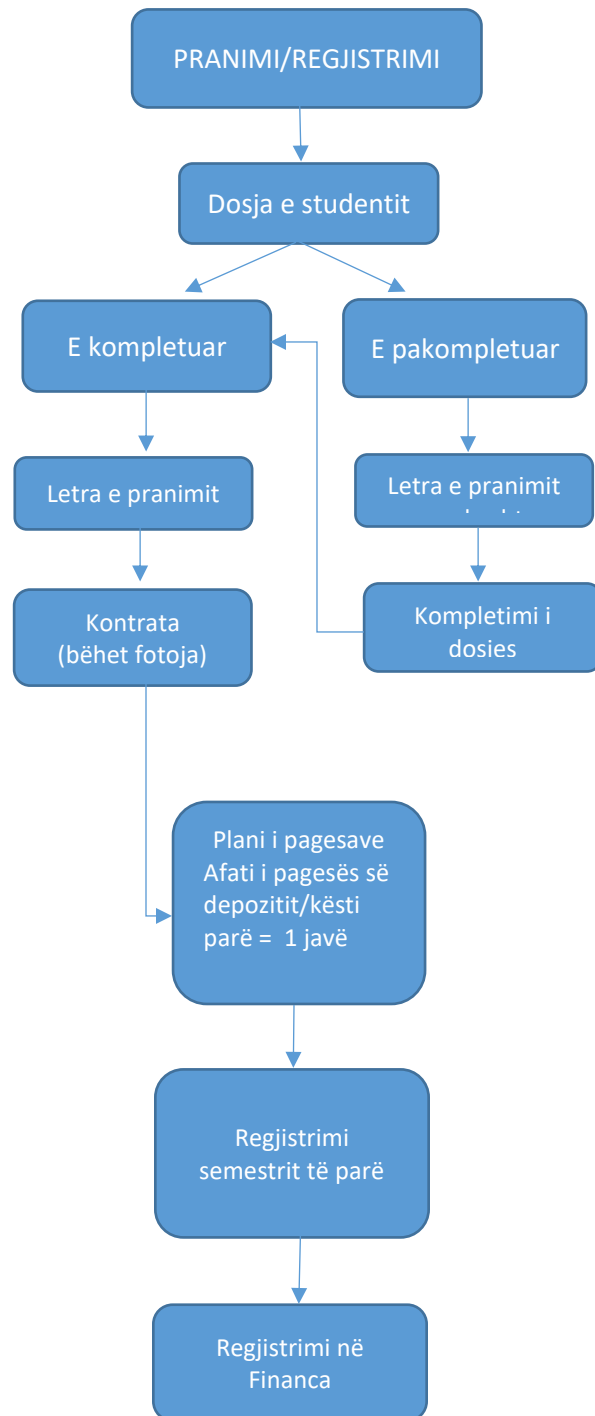 PRANIMI/REGJISTRIMI
Dosja e studentit
E kompletuar
E pakompletuar
Letra e pranimit
Letra e pranimit
Kontrata
(bëhet fotoja)
Kompletimi i
dosies
Plani i pagesave
Afati i pagesës së
depozitit/kësti
parë = 1 javë
Regjistrimi
semestrit të parë
Regjistrimi në
Financa